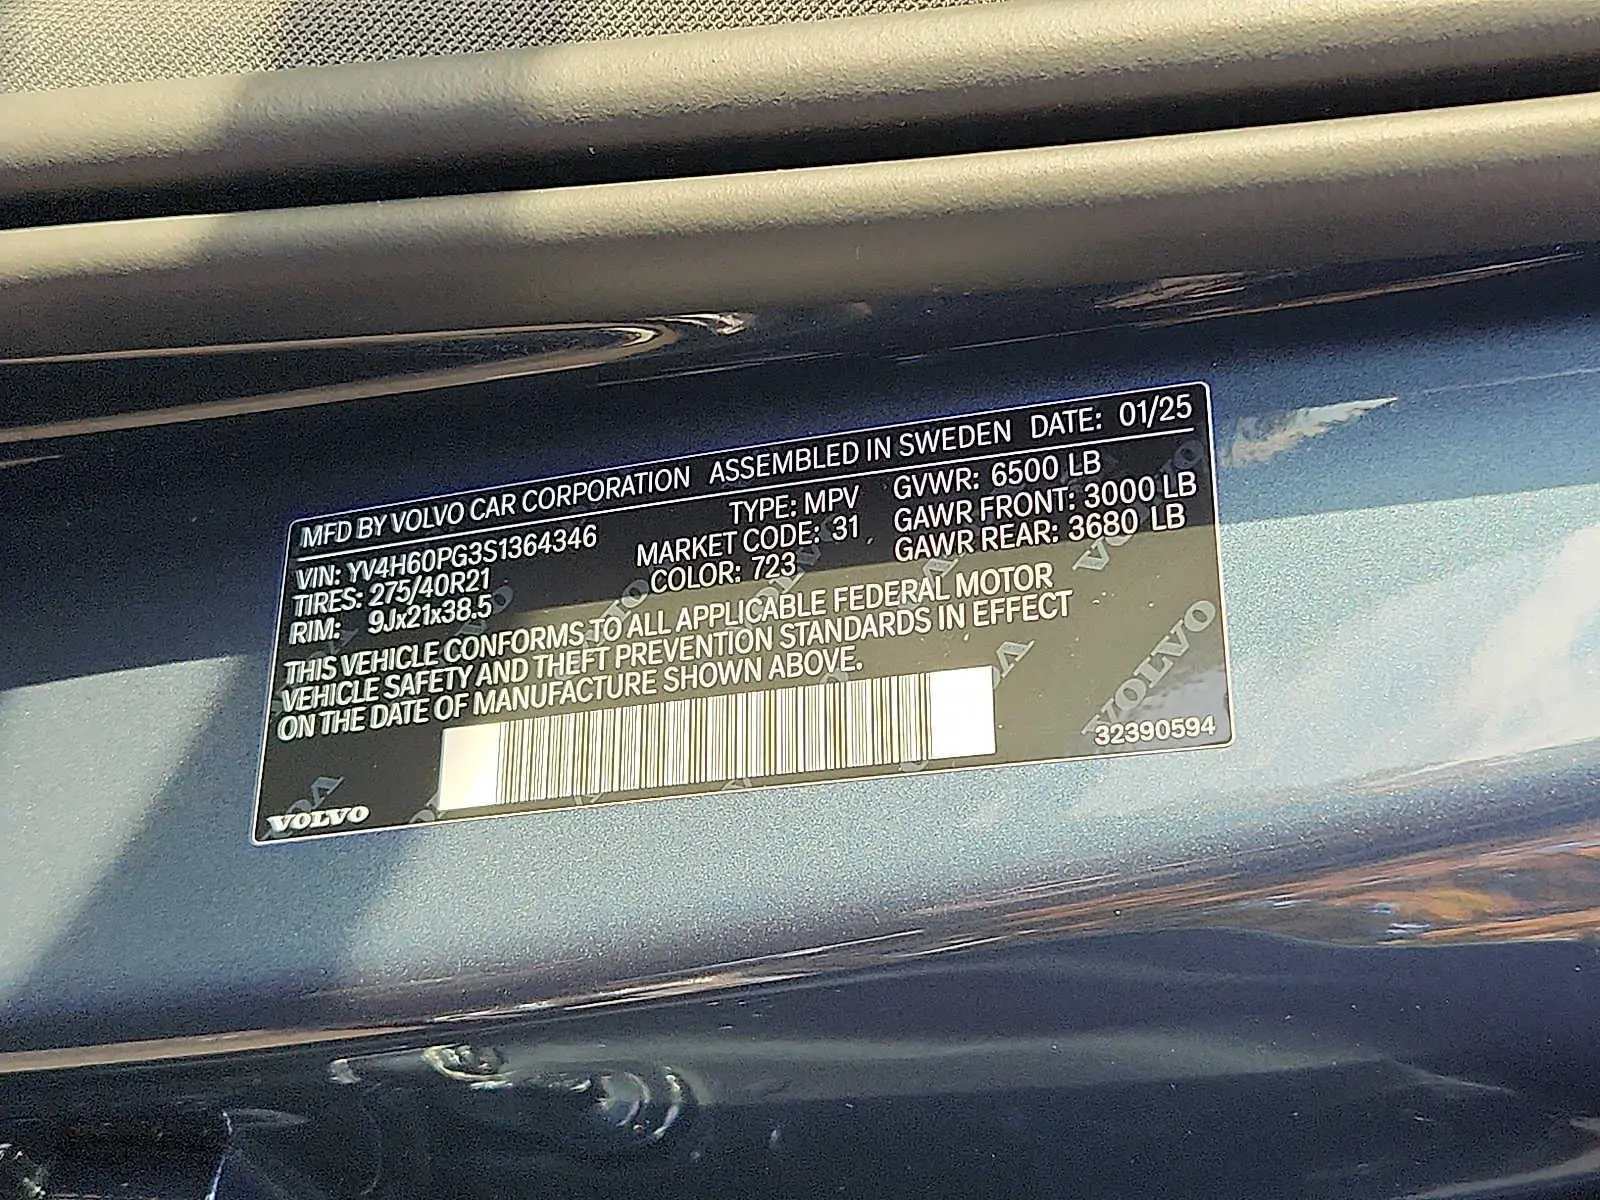 MFD BY VOLVO CAR CORPORATION ASSEMBLED IN SWEDEN DATE: 01/25
VIN: YV4H60PG3S1364346 TYPE: MPV GVWR: 6500 LB
TIRES: 275/40R21 MARKET CODE: 31 GAWR FRONT: 3000 LB
RIM: 9Jx21x38.5 COLOR: 723 GAWR REAR: 3680 LB
THIS VEHICLE CONFORMS TO ALL APPLICABLE FEDERAL MOTOR
VEHICLE SAFETY AND THEFT PREVENTION STANDARDS IN EFFECT
ON THE DATE OF MANUFACTURE SHOWN ABOVE.
VOLVO
32390594
VOLVO